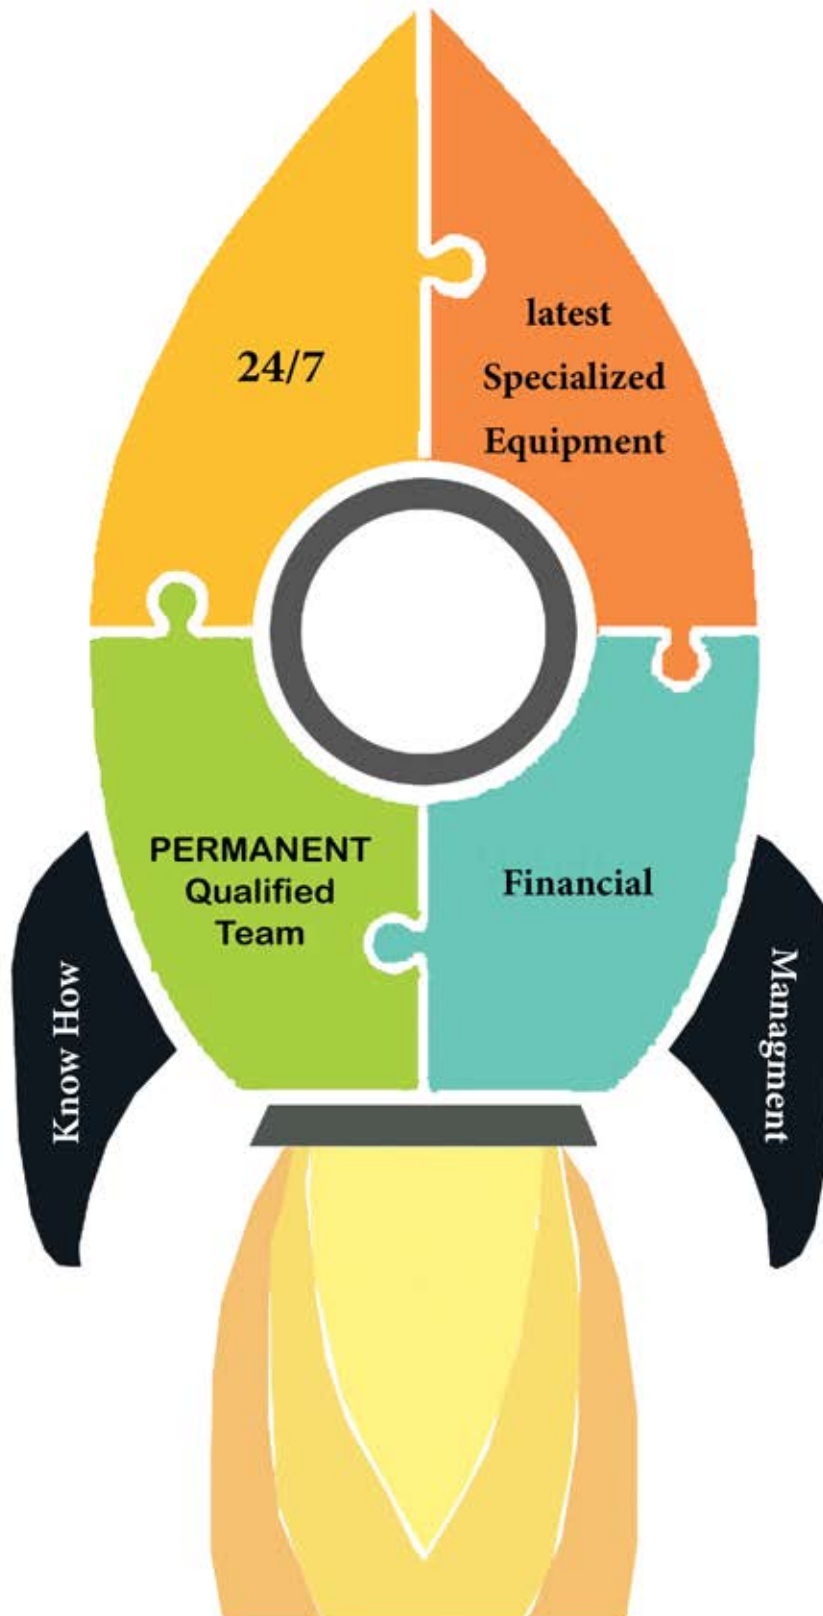 24/7
latest
Specialized
Equipment
PERMANENT
Qualified
Team
Financial
Know How
Managment